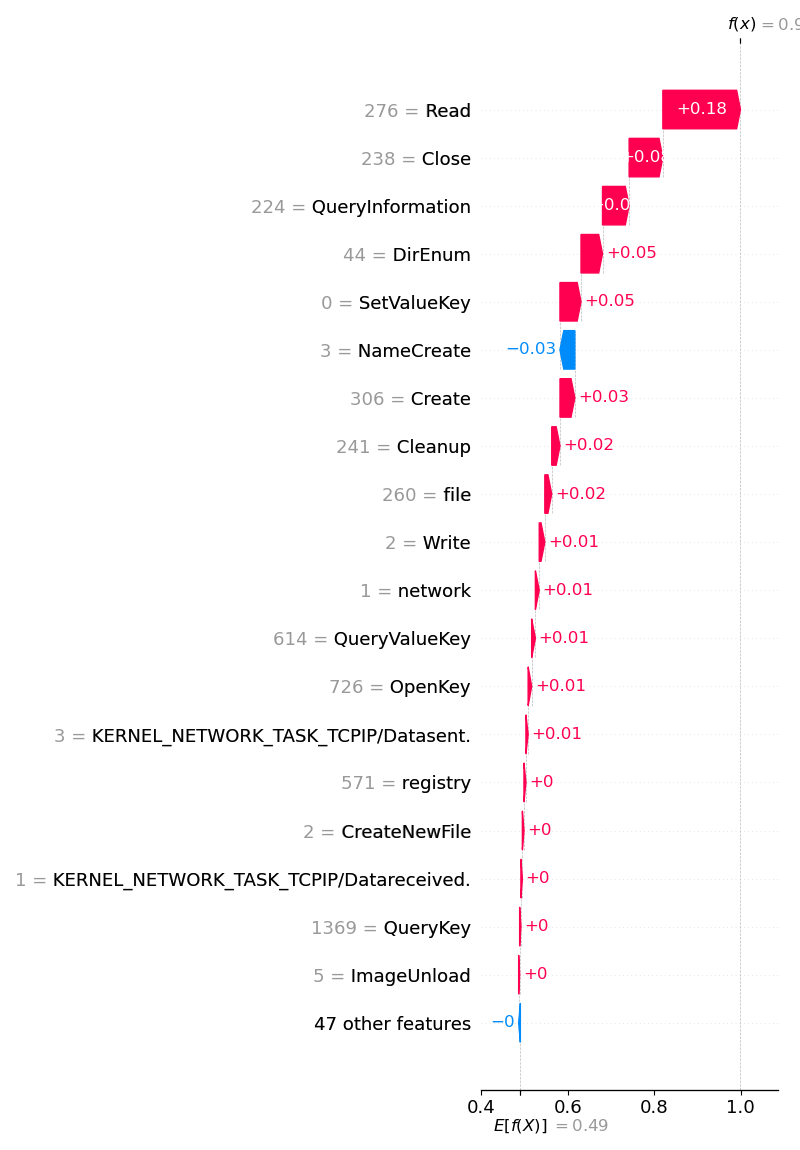 f(x) = 0.9
276 = Read
+0.18
238 = Close
+0.0
224 = QueryInformation
+0.0
44 = DirEnum
+0.05
0 = SetValueKey
+0.05
3 = NameCreate
−0.03
306 = Create
+0.03
241 = Cleanup
+0.02
260 = file
+0.02
2 = Write
+0.01
1 = network
+0.01
614 = QueryValueKey
+0.01
726 = OpenKey
+0.01
3 = KERNEL_NETWORK_TASK_TCPIP/Datasent.
+0.01
571 = registry
+0
2 = CreateNewFile
+0
1 = KERNEL_NETWORK_TASK_TCPIP/Datareceived.
+0
1369 = QueryKey
+0
5 = ImageUnload
+0
47 other features
−0
0.4 0.6 0.8 1.0
E[f(X)] = 0.49